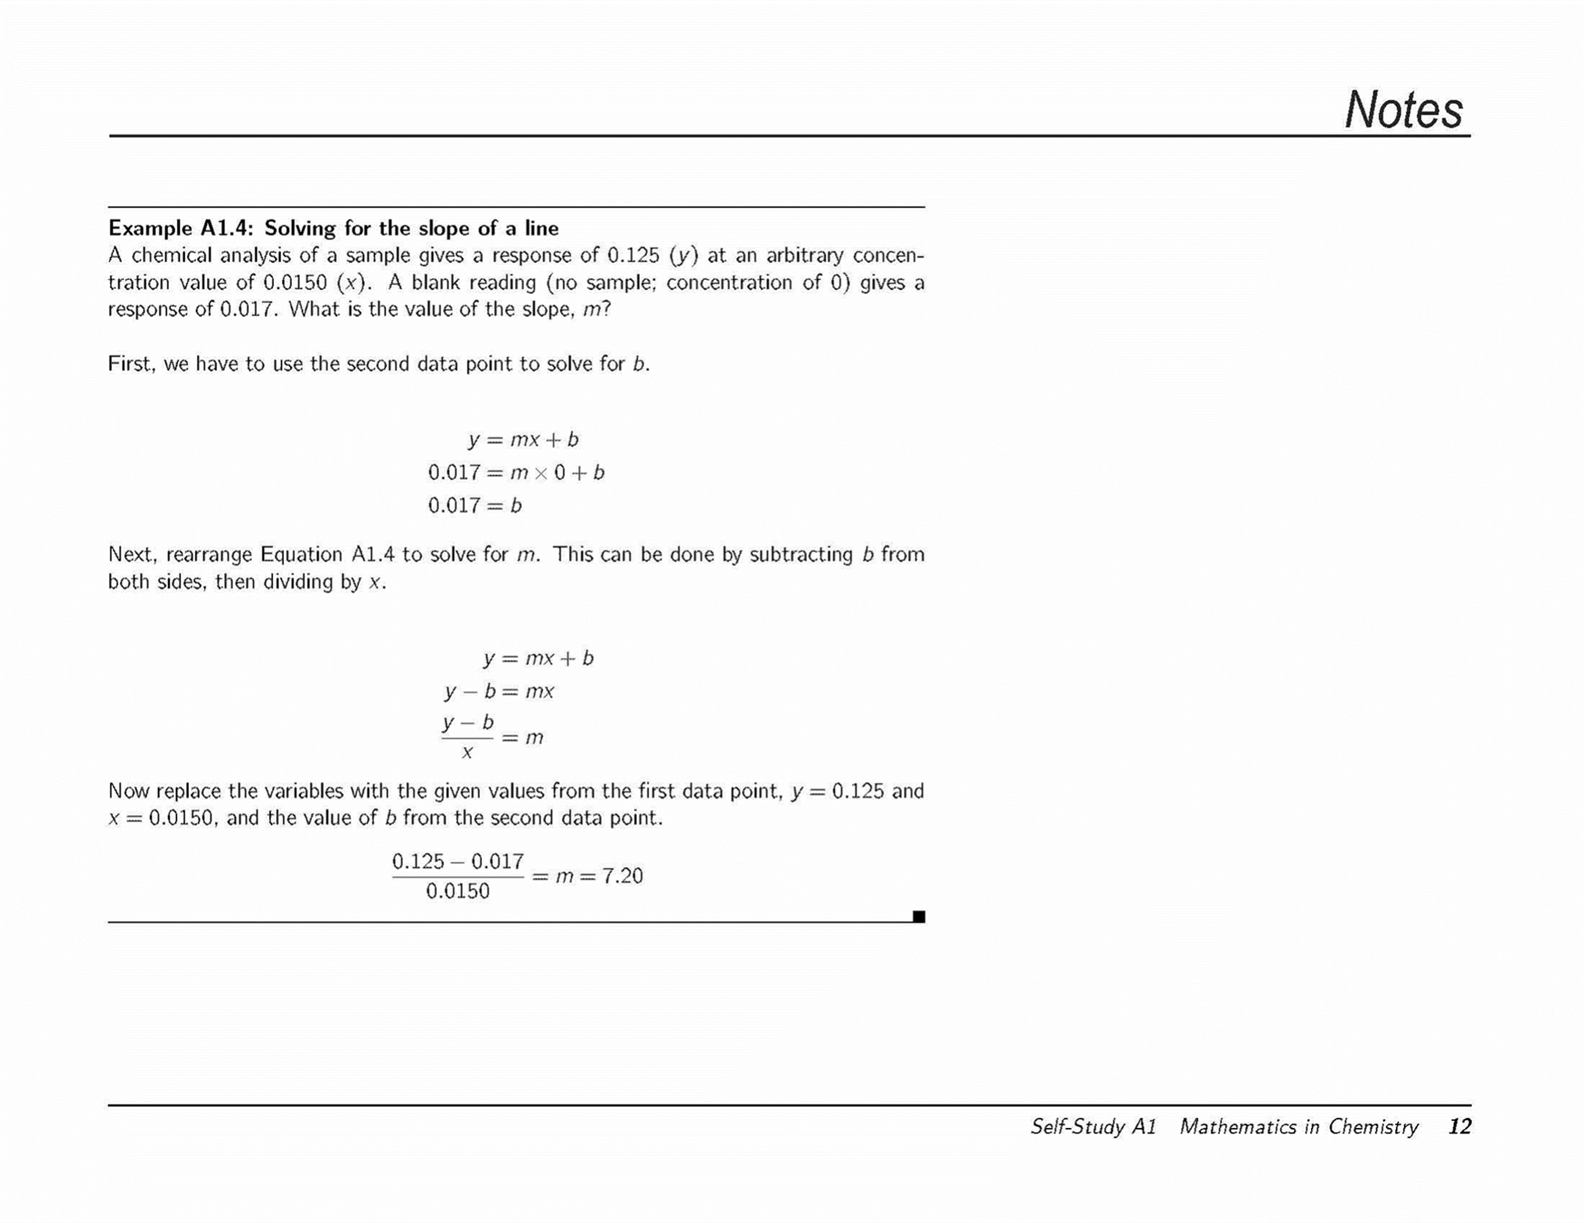 Notes
Example A1.4: Solving for the slope of a line
A chemical analysis of a sample gives a response of 0.125 (y) at an arbitrary concen-
tration value of 0.0150 (x). A blank reading (no sample; concentration of 0) gives a
response of 0.017. What is the value of the slope, m?
First, we have to use the second data point to solve for b.
y = mx + b
0.017 = m × 0 + b
0.017 = b
Next, rearrange Equation A1.4 to solve for m. This can be done by subtracting b from
both sides, then dividing by x.
y = mx + b
y − b = mx
y − b
= m
x
Now replace the variables with the given values from the first data point, y = 0.125 and
x = 0.0150, and the value of b from the second data point.
0.125 − 0.017
= m = 7.20
0.0150
Self-Study A1 Mathematics in Chemistry 12